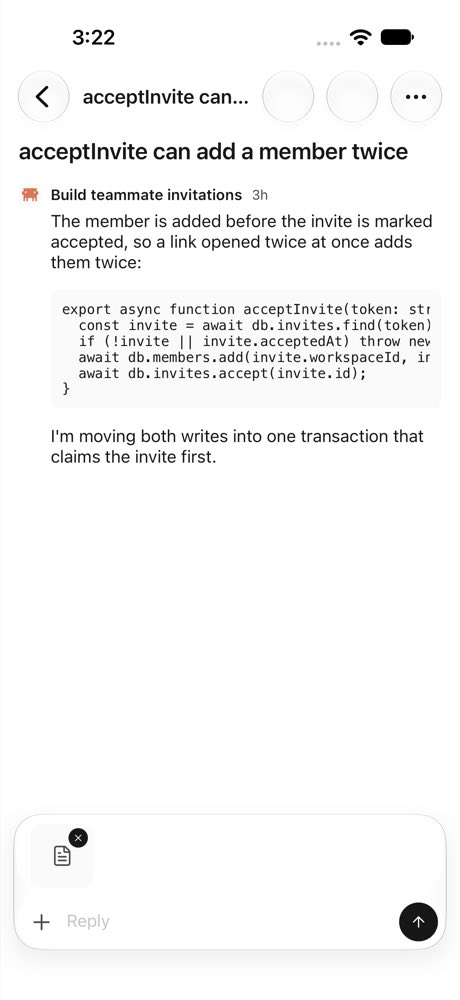 3:22
acceptInvite can...
acceptInvite can add a member twice
Build teammate invitations 3h
The member is added before the invite is marked
accepted, so a link opened twice at once adds
them twice:
export async function acceptInvite(token: str
const invite = await db.invites.find(token)
if (!invite || invite.acceptedAt) throw new
await db.members.add(invite.workspaceId, in
await db.invites.accept(invite.id);
}
I'm moving both writes into one transaction that
claims the invite first.
Reply